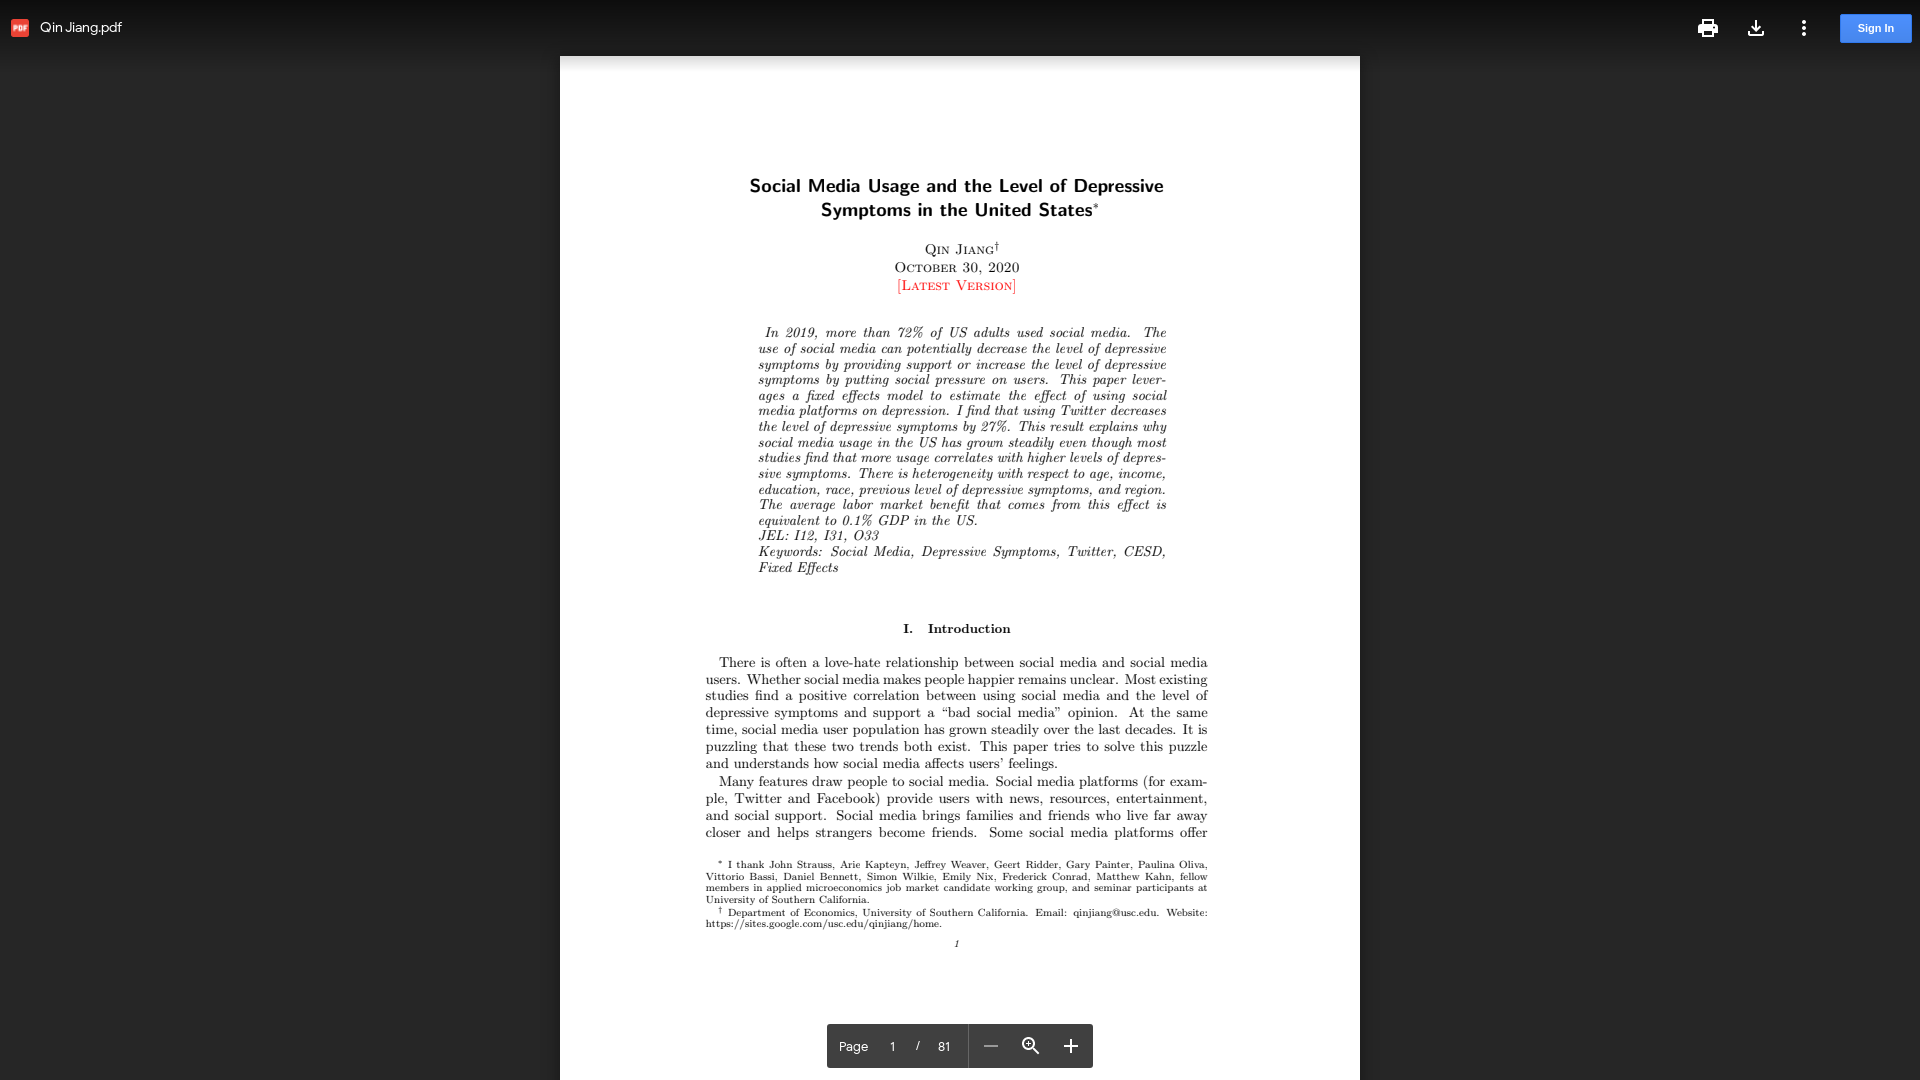 PDF Qin Jiang.pdf
Sign In
Social Media Usage and the Level of Depressive
Symptoms in the United States*
Qin Jiang†
October 30, 2020
[Latest Version]
In 2019, more than 72% of US adults used social media. The
use of social media can potentially decrease the level of depressive
symptoms by providing support or increase the level of depressive
symptoms by putting social pressure on users. This paper lever-
ages a fixed effects model to estimate the effect of using social
media platforms on depression. I find that using Twitter decreases
the level of depressive symptoms by 27%. This result explains why
social media usage in the US has grown steadily even though most
studies find that more usage correlates with higher levels of depres-
sive symptoms. There is heterogeneity with respect to age, income,
education, race, previous level of depressive symptoms, and region.
The average labor market benefit that comes from this effect is
equivalent to 0.1% GDP in the US.
JEL: I12, I31, O33
Keywords: Social Media, Depressive Symptoms, Twitter, CESD,
Fixed Effects
I. Introduction
There is often a love-hate relationship between social media and social media
users. Whether social media makes people happier remains unclear. Most existing
studies find a positive correlation between using social media and the level of
depressive symptoms and support a “bad social media” opinion. At the same
time, social media user population has grown steadily over the last decades. It is
puzzling that these two trends both exist. This paper tries to solve this puzzle
and understands how social media affects users’ feelings.
Many features draw people to social media. Social media platforms (for exam-
ple, Twitter and Facebook) provide users with news, resources, entertainment,
and social support. Social media brings families and friends who live far away
closer and helps strangers become friends. Some social media platforms offer
* I thank John Strauss, Arie Kapteyn, Jeffrey Weaver, Geert Ridder, Gary Painter, Paulina Oliva,
Vittorio Bassi, Daniel Bennett, Simon Wilkie, Emily Nix, Frederick Conrad, Matthew Kahn, fellow
members in applied microeconomics job market candidate working group, and seminar participants at
University of Southern California.
† Department of Economics, University of Southern California. Email: qinjiang@usc.edu. Website:
https://sites.google.com/usc.edu/qinjiang/home.
1
Page 1 / 81